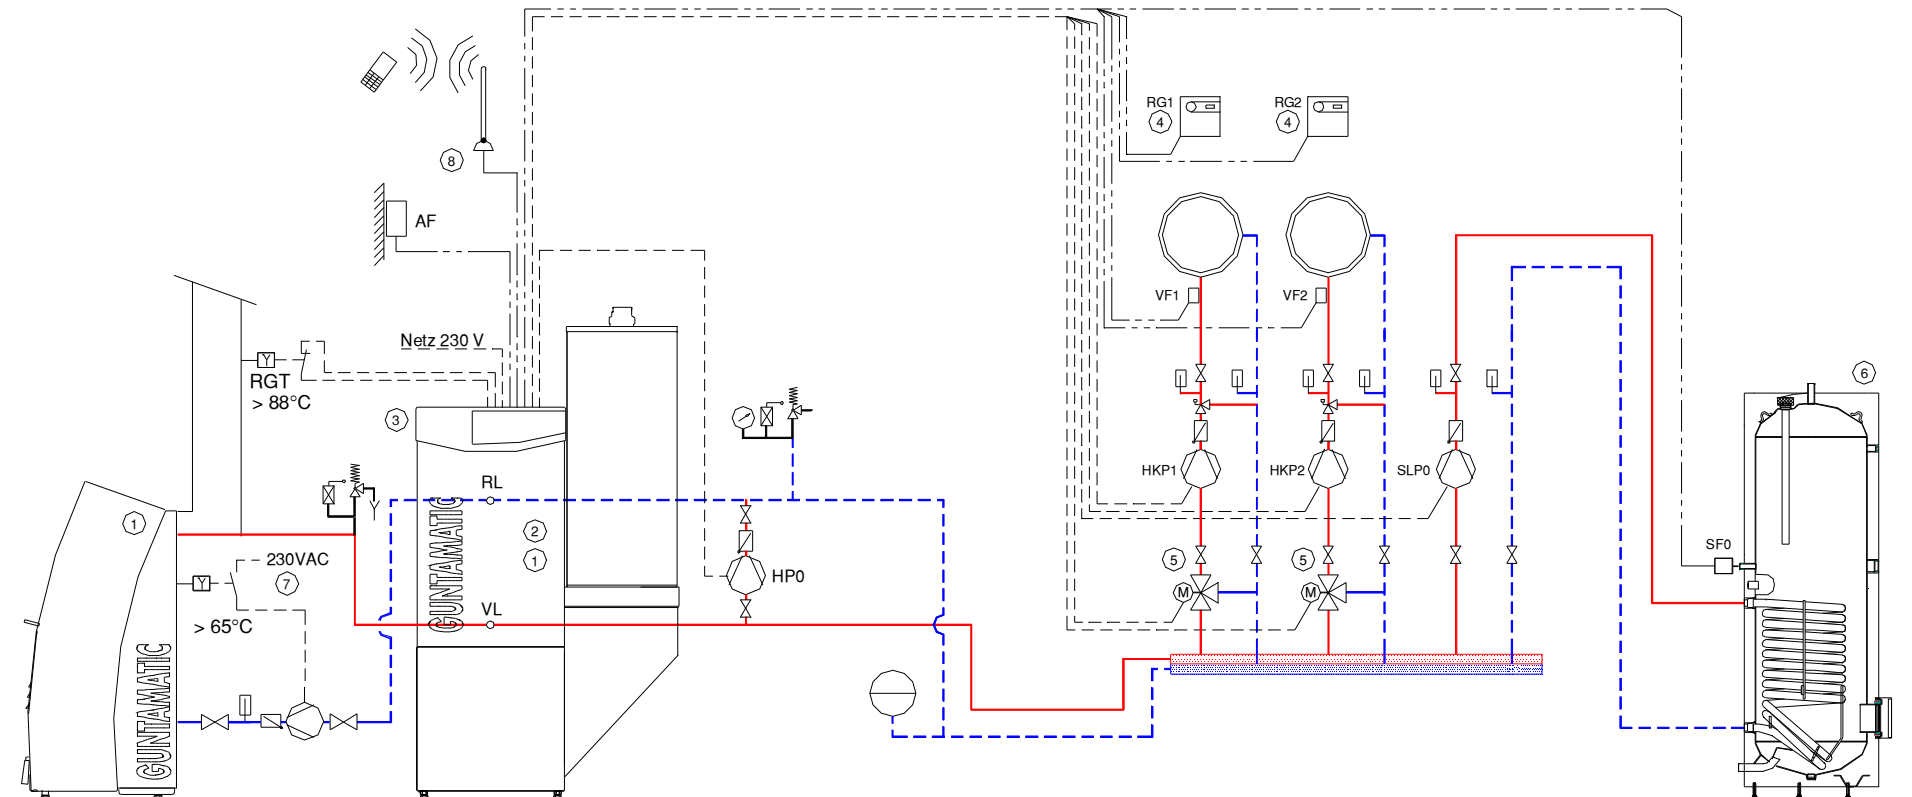 RG1
4
RG2
4
8
AF
VF1
VF2
Netz 230 V
Y
RGT
> 88°C
3
6
HKP1
HKP2
SLP0
RL
1
2
1
GUNTAMATIC
230VAC
Y
7
HP0
5
5
SF0
M
M
VL
> 65°C
GUNTAMATIC